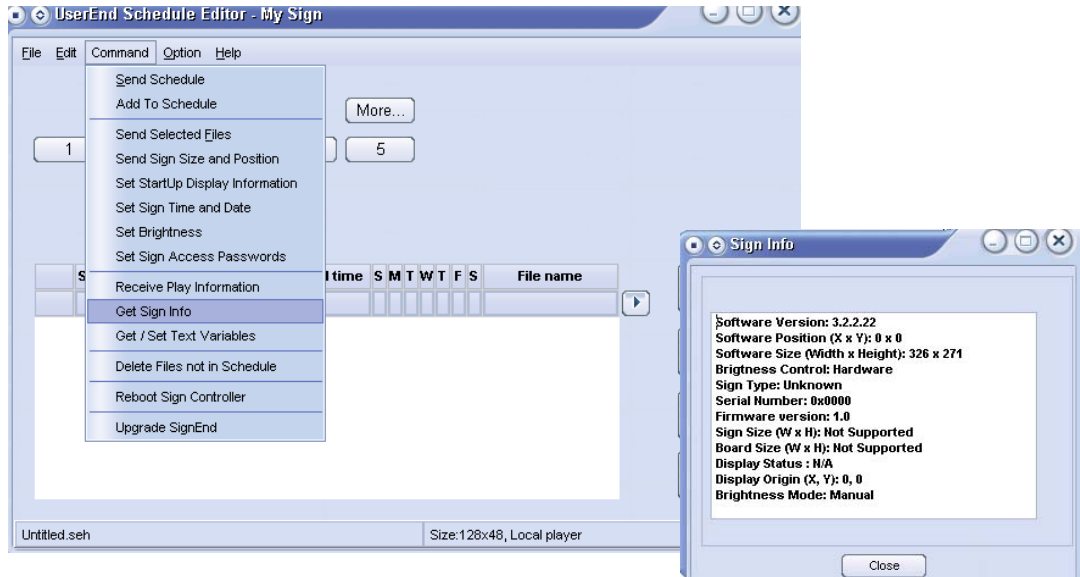 UserEnd Schedule Editor - My Sign
File Edit Command Option Help
Send Schedule
Add To Schedule
More...
Send Selected Files
1
5
Send Sign Size and Position
Set StartUp Display Information
Set Sign Time and Date
Set Brightness
Set Sign Access Passwords
S
time S M T W T F S File name
Receive Play Information
Get Sign Info
Get / Set Text Variables
Delete Files not in Schedule
Reboot Sign Controller
Upgrade SignEnd
Untitled.seh
Size:128x48, Local player
Sign Info
Software Version: 3.2.2.22
Software Position (X x Y): 0 x 0
Software Size (Width x Height): 326 x 271
Brigtness Control: Hardware
Sign Type: Unknown
Serial Number: 0x0000
Firmware version: 1.0
Sign Size (W x H): Not Supported
Board Size (W x H): Not Supported
Display Status : N/A
Display Origin (X, Y): 0, 0
Brightness Mode: Manual
Close